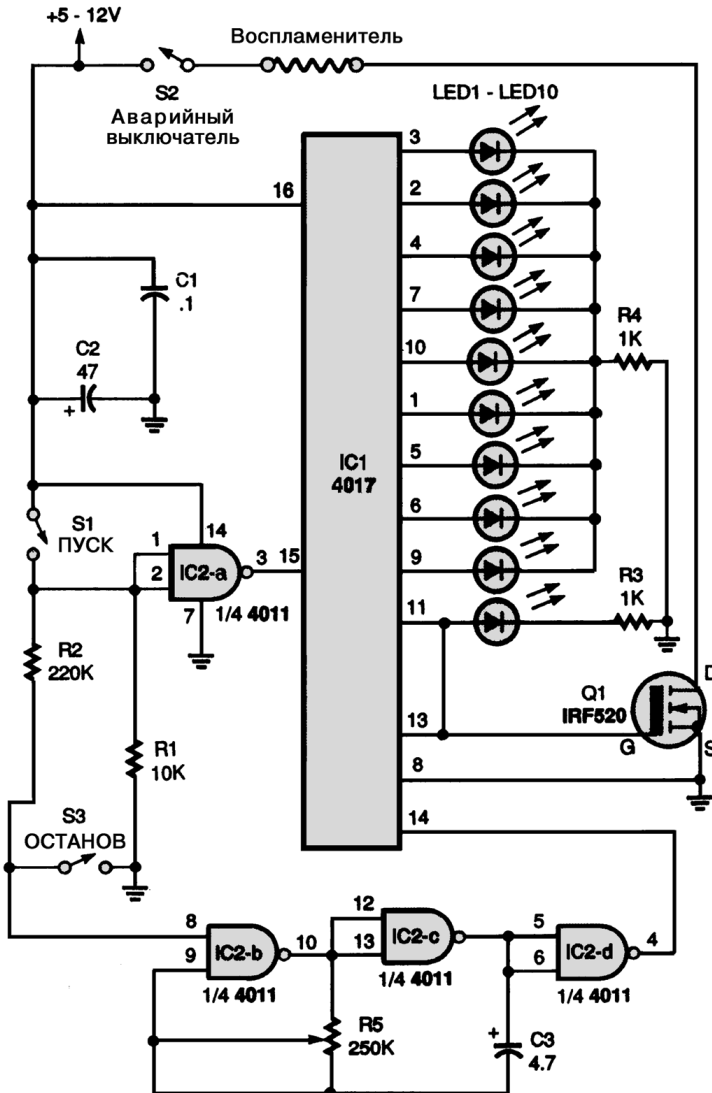 +5 - 12V
Воспламенитель
S2
Аварийный
выключатель
LED1 - LED10
3
16
2
4
C1
.1
7
R4
1K
C2
47
+
10
1
IC1
4017
5
6
S1
ПУСК
14
1
2
IC2-a
3
15
9
7
1/4 4011
R3
1K
11
R2
220K
D
Q1
IRF520
13
G
S
R1
10K
8
S3
ОСТАНОВ
14
12
8
IC2-b
10
13
IC2-c
5
IC2-d
4
9
6
1/4 4011
1/4 4011
1/4 4011
R5
250K
+
C3
4.7